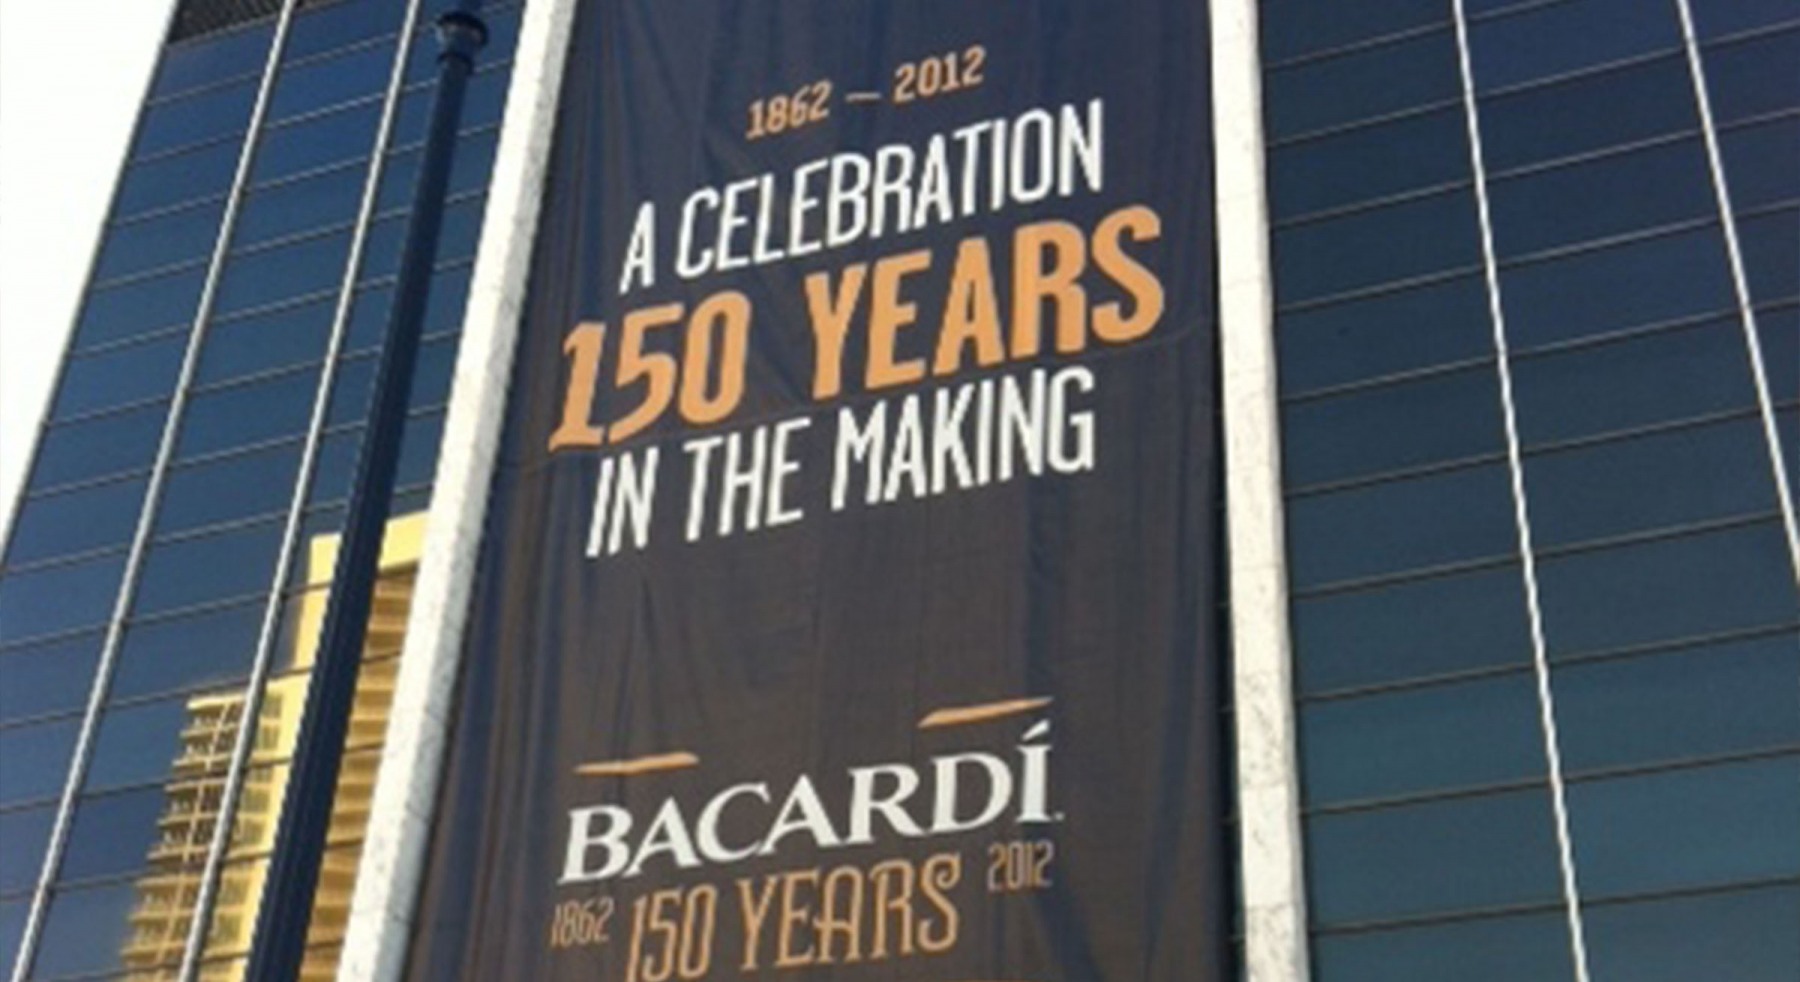 1862 — 2012
A CELEBRATION
150 YEARS
IN THE MAKING
BACARDÍ.
1862 150 YEARS 2012